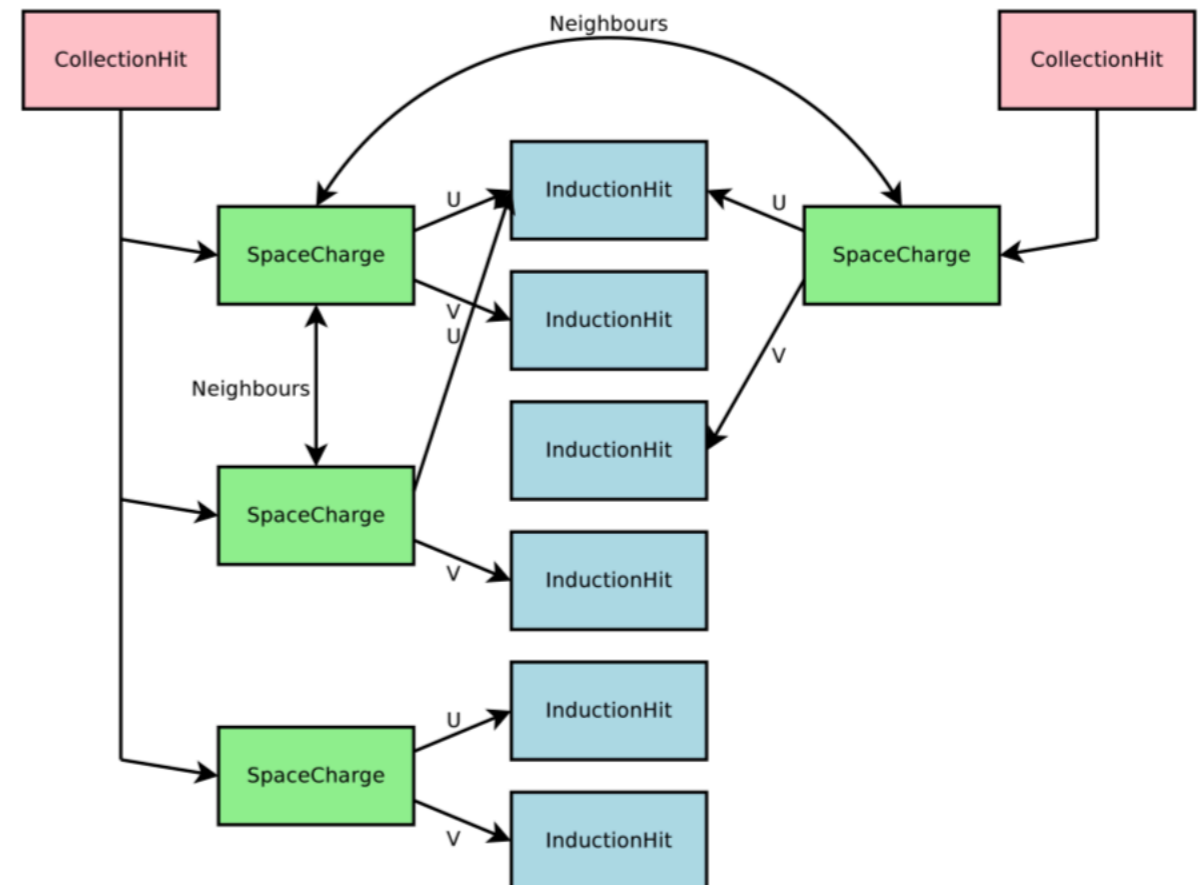 Neighbours
CollectionHit
CollectionHit
InductionHit
U
U
SpaceCharge
SpaceCharge
V
InductionHit
U
V
Neighbours
InductionHit
SpaceCharge
V
InductionHit
U
InductionHit
SpaceCharge
V
InductionHit